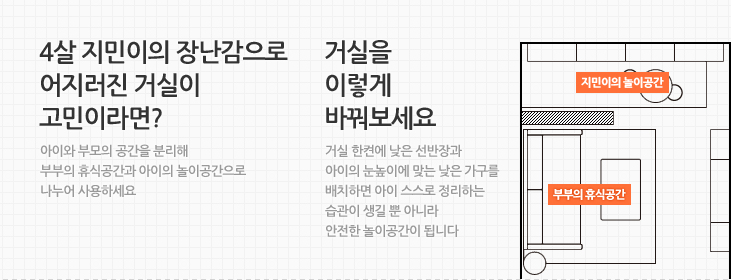 4살 지민이의 장난감으로
어지러진 거실이
고민이라면?
아이와 부모의 공간을 분리해
부부의 휴식공간과 아이의 놀이공간으로
나누어 사용하세요
거실을
이렇게
바꿔보세요
거실 한켠에 낮은 선반장과
아이의 눈높이에 맞는 낮은 가구를
배치하면 아이 스스로 정리하는
습관이 생길 뿐 아니라
안전한 놀이공간이 됩니다
지민이의 놀이공간
부부의 휴식공간